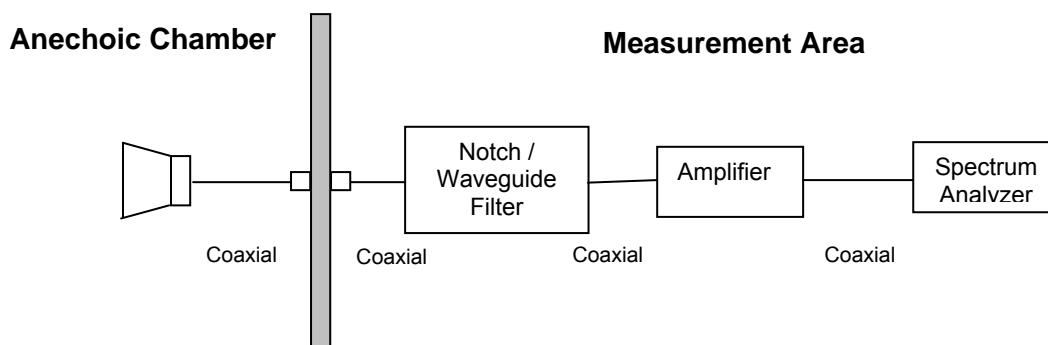 Anechoic Chamber
Measurement Area
Notch /
Waveguide
Filter
Amplifier
Spectrum
Analyzer
Coaxial
Coaxial
Coaxial
Coaxial